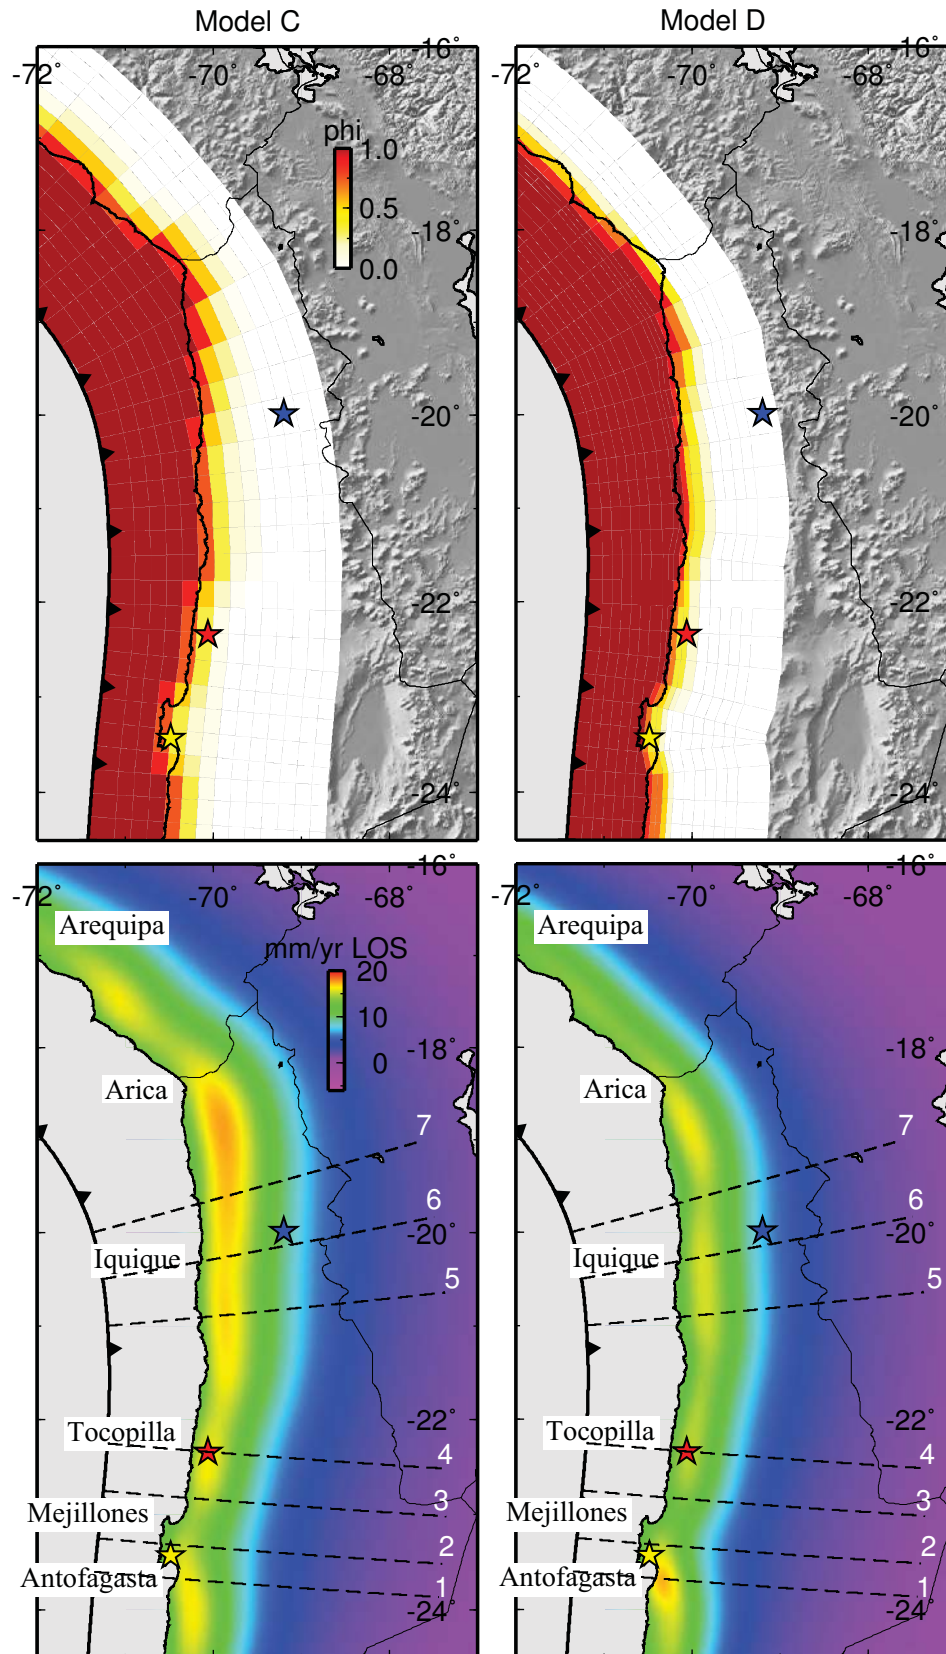 Model C
Model D
-72° -70° -68° -16°
-72° -70° -68° -16°
phi
1.0
0.5
0.0
-18°
-18°
-20°
-20°
-22°
-22°
-24°
-24°
-72° -70° -68° -16°
-72° -70° -68° -16°
Arequipa
Arequipa
mm/yr LOS
20
10
0
-18°
-18°
Arica
Arica
7
7
6
6
-20°
-20°
Iquique
Iquique
5
5
-22°
-22°
Tocopilla
Tocopilla
4
4
3
3
Mejillones
Mejillones
2
2
Antofagasta
Antofagasta
1
1
-24°
-24°